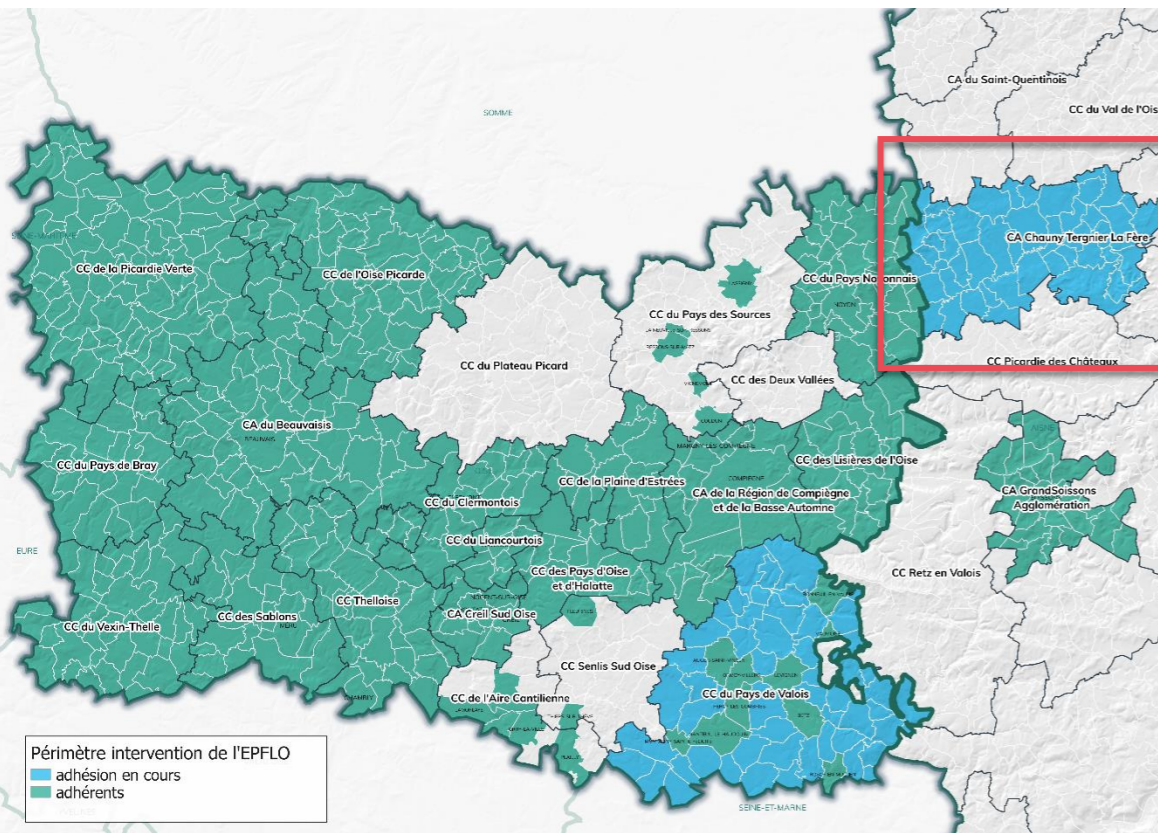 CA du Saint-Quentinois
SOMME
CC du Val de l'Ois
CA Chauny Tergnier La Fère
CC de la Picardie Verte
CC de l'Oise Picarde
CC du Pays Noyonnais
NOYON
CC du Pays des Sources
CC Picardie des Châteaux
CC du Plateau Picard
CC des Deux Vallées
CA du Beauvaisis
BEAUVAIS
CC du Pays de Bray
CC des Lisières de l'Oise
CC de la Plaine d'Estrées
COMPIEGNE
CA de la Région de Compiègne
et de la Basse Automne
CC du Clermontois
CA GrandSoissons
Agglomération
CC du Liancourtois
EURE
CC des Pays d'Oise
et d'Halatte
CC Retz en Valois
CC Thelloise
CA Creil Sud Oise
CC des Sablons
MERU
CC du Vexin-Thelle
CC Senlis Sud Oise
CC du Pays de Valois
CC de l'Aire Cantilienne
CHAMBLY
BETZ
SEINE-ET-MARNE
Périmètre intervention de l'EPFLO
adhésion en cours
adhérents